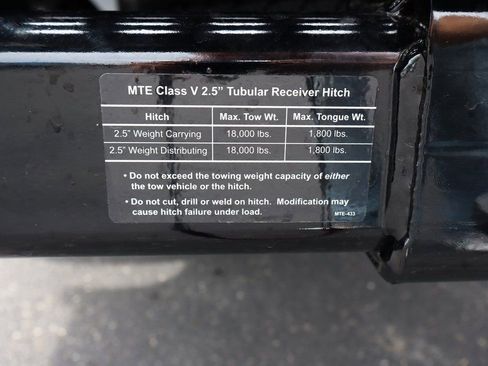 MTE Class V 2.5" Tubular Receiver Hitch
Hitch Max. Tow Wt. Max. Tongue Wt.
2.5" Weight Carrying 18,000 lbs. 1,800 lbs.
2.5" Weight Distributing 18,000 lbs. 1,800 lbs.
• Do not exceed the towing weight capacity of either
the tow vehicle or the hitch.
• Do not cut, drill or weld on hitch. Modification may
cause hitch failure under load.
MTE-433